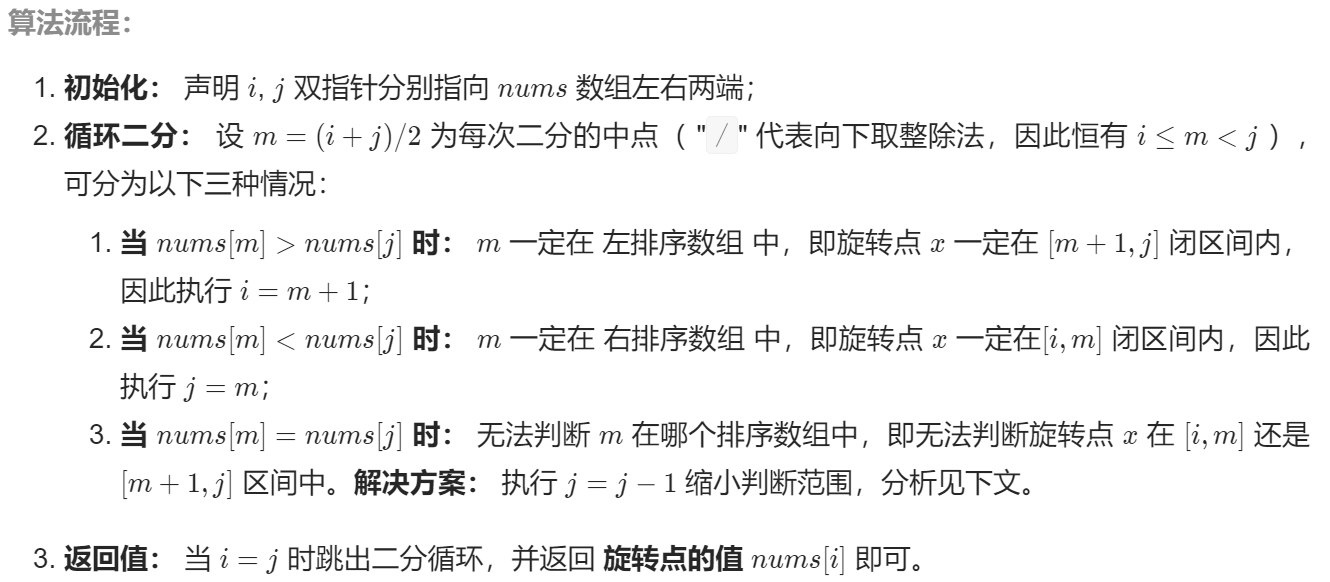 算法流程：
1. 初始化： 声明 i, j 双指针分别指向 nums 数组左右两端；
2. 循环二分： 设 m = (i + j)/2 为每次二分的中点（ "/" 代表向下取整除法，因此恒有 i ≤ m < j ），
可分为以下三种情况：
1. 当 nums[m] > nums[j] 时： m 一定在 左排序数组 中，即旋转点 x 一定在 [m + 1, j] 闭区间内，
因此执行 i = m + 1；
2. 当 nums[m] < nums[j] 时： m 一定在 右排序数组 中，即旋转点 x 一定在[i, m] 闭区间内，因此
执行 j = m；
3. 当 nums[m] = nums[j] 时： 无法判断 m 在哪个排序数组中，即无法判断旋转点 x 在 [i, m] 还是
[m + 1, j] 区间中。解决方案： 执行 j = j − 1 缩小判断范围，分析见下文。
3. 返回值： 当 i = j 时跳出二分循环，并返回 旋转点的值 nums[i] 即可。